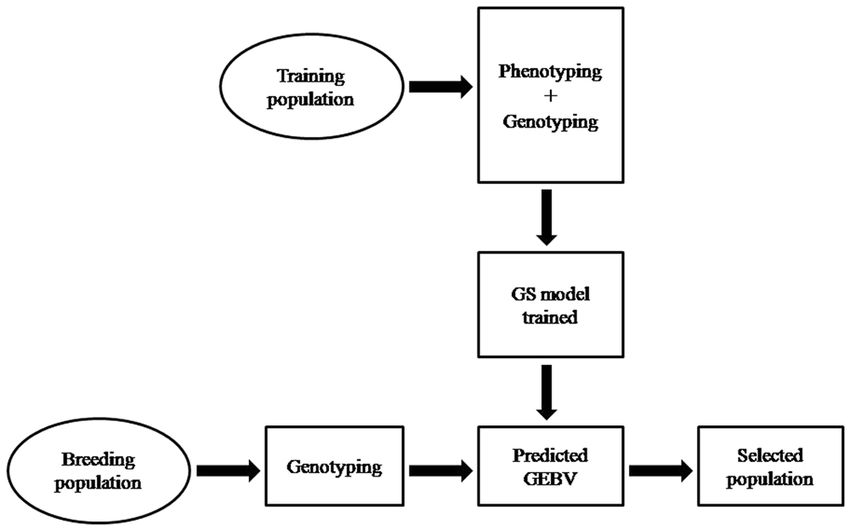 Training
population
Phenotyping
+
Genotyping
GS model
trained
Breeding
population
Genotyping
Predicted
GEBV
Selected
population